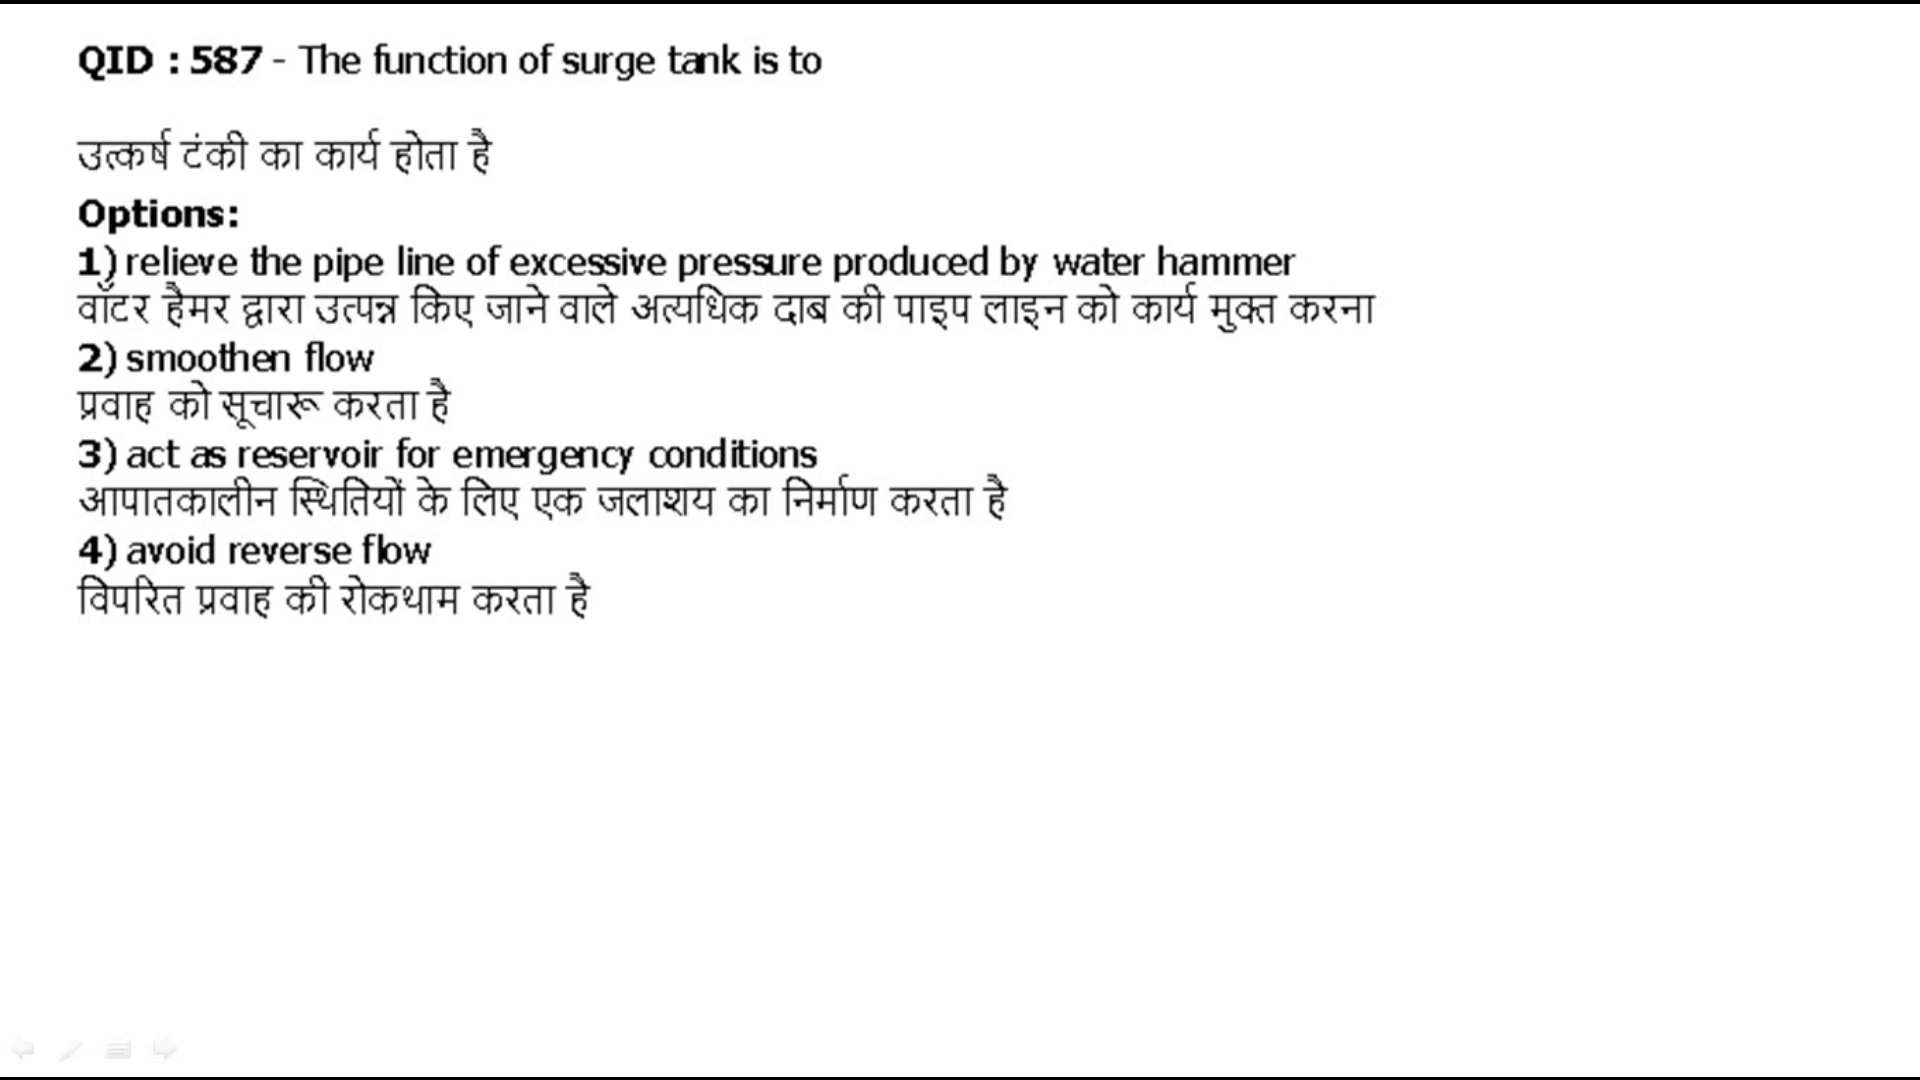 QID : 587 - The function of surge tank is to
उत्कर्ष टंकी का कार्य होता है
Options:
1) relieve the pipe line of excessive pressure produced by water hammer
वॉटर हैमर द्वारा उत्पन्न किए जाने वाले अत्यधिक दाब की पाइप लाइन को कार्य मुक्त करना
2) smoothen flow
प्रवाह को सूचारू करता है
3) act as reservoir for emergency conditions
आपातकालीन स्थितियों के लिए एक जलाशय का निर्माण करता है
4) avoid reverse flow
विपरित प्रवाह की रोकथाम करता है